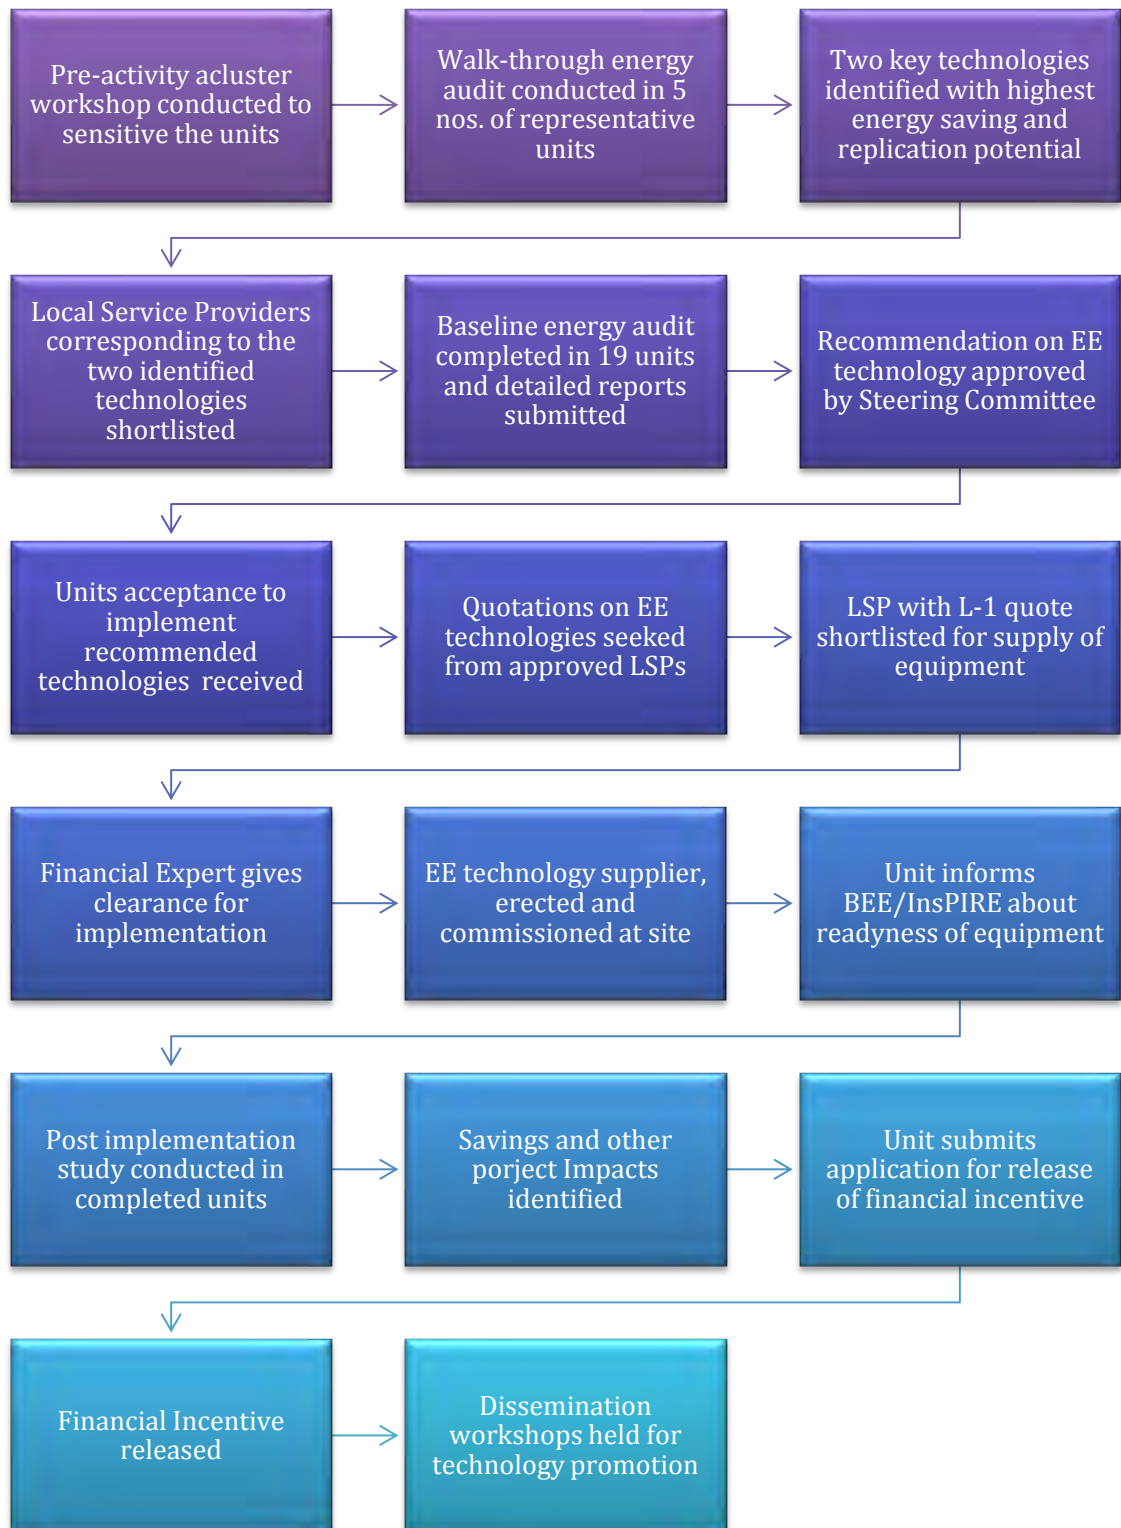 Pre-activity acluster
workshop conducted to
sensitive the units
Walk-through energy
audit conducted in 5
nos. of representative
units
Two key technologies
identified with highest
energy saving and
replication potential
Local Service Providers
corresponding to the
two identified
technologies
shortlisted
Baseline energy audit
completed in 19 units
and detailed reports
submitted
Recommendation on EE
technology approved
by Steering Committee
Units acceptance to
implement
recommended
technologies received
Quotations on EE
technologies seeked
from approved LSPs
LSP with L-1 quote
shortlisted for supply of
equipment
Financial Expert gives
clearance for
implementation
EE technology supplier,
erected and
commissioned at site
Unit informs
BEE/InsPIRE about
readyness of equipment
Post implementation
study conducted in
completed units
Savings and other
porject Impacts
identified
Unit submits
application for release
of financial incentive
Financial Incentive
released
Dissemination
workshops held for
technology promotion